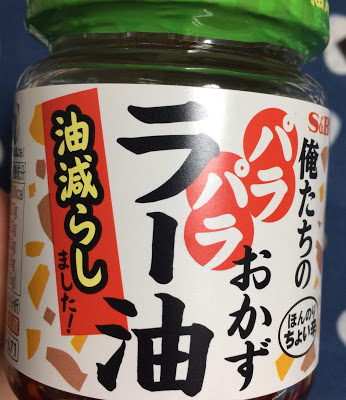 S&B
俺たちの
パラパラ
おかず
ラー油
ほんのり
ちょい辛
油減らし
ました!